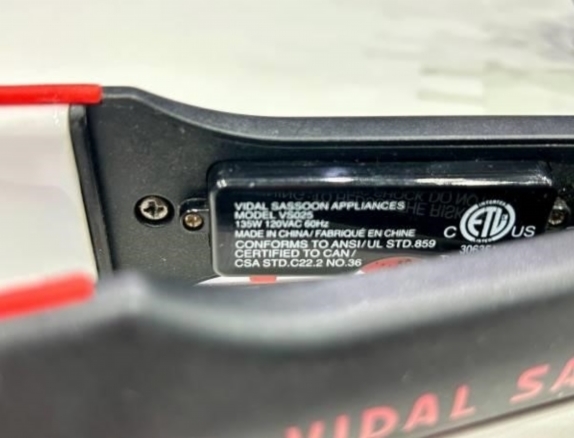 VIDAL SASSOON APPLIANCES
MODEL VS025
135W 120VAC 60Hz
MADE IN CHINA/FABRIQUÉ EN CHINE
CONFORMS TO ANSI/UL STD.859
CERTIFIED TO CAN/
CSA STD.C22.2 NO.36
C ETL US
VIDAL SA